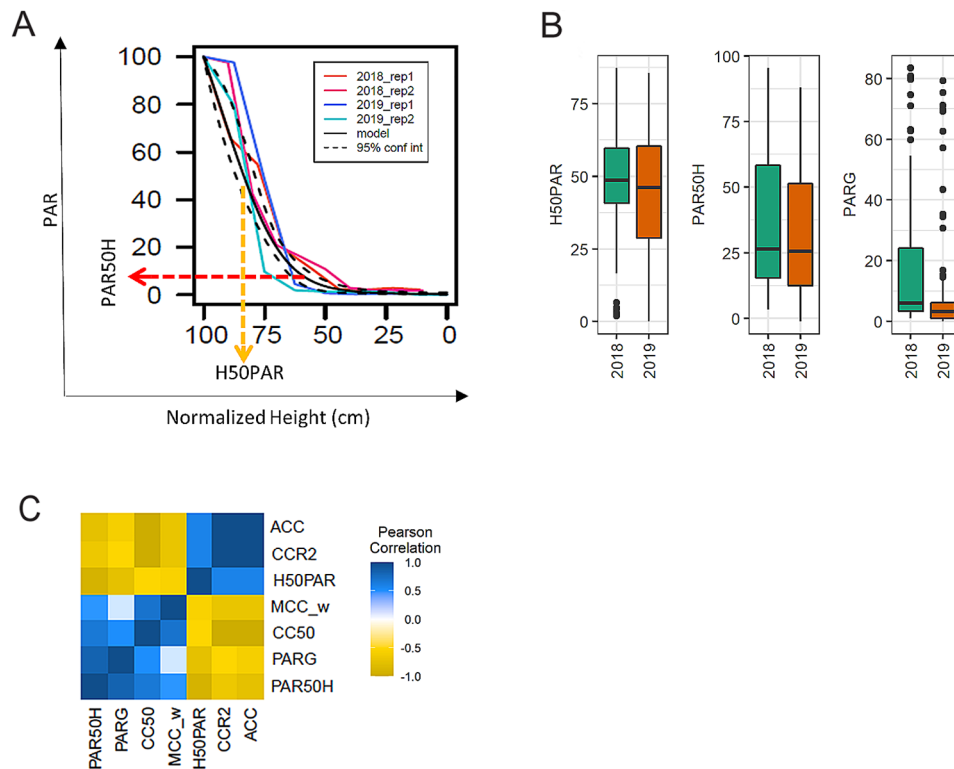 A
PAR
PAR50H
100
80
60
40
20
0
2018_rep1
2018_rep2
2019_rep1
2019_rep2
model
95% conf int
100 75 50 25 0
H50PAR
Normalized Height (cm)
B
H50PAR
75
50
25
0
2018
2019
PAR50H
100
75
50
25
0
2018
2019
PARG
80
60
40
20
0
2018
2019
C
ACC
CCR2
H50PAR
MCC_w
CC50
PARG
PAR50H
PAR50H
PARG
CC50
MCC_w
H50PAR
CCR2
ACC
Pearson
Correlation
1.0
0.5
0.0
-0.5
-1.0